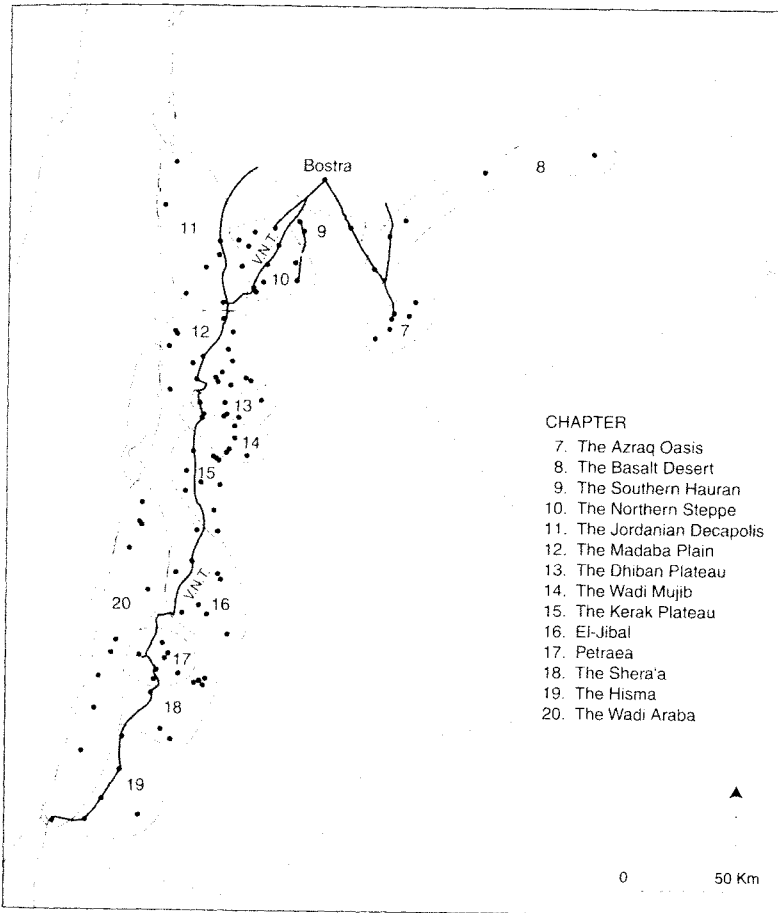 Bostra
8
11
9
V.N.T.
10
12
7
13
14
15
V.N.T.
16
20
17
18
19
CHAPTER
7. The Azraq Oasis
8. The Basalt Desert
9. The Southern Hauran
10. The Northern Steppe
11. The Jordanian Decapolis
12. The Madaba Plain
13. The Dhiban Plateau
14. The Wadi Mujib
15. The Kerak Plateau
16. El-Jibal
17. Petraea
18. The Shera'a
19. The Hisma
20. The Wadi Araba
0 50 Km